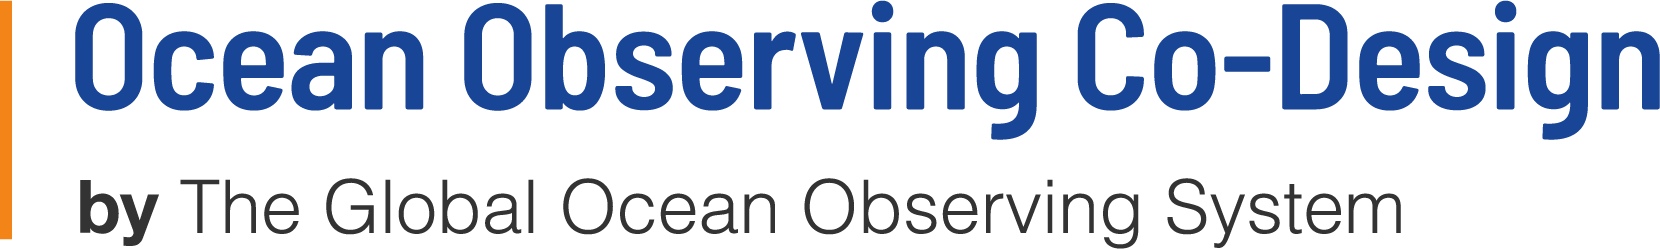 Ocean Observing Co-Design
by The Global Ocean Observing System